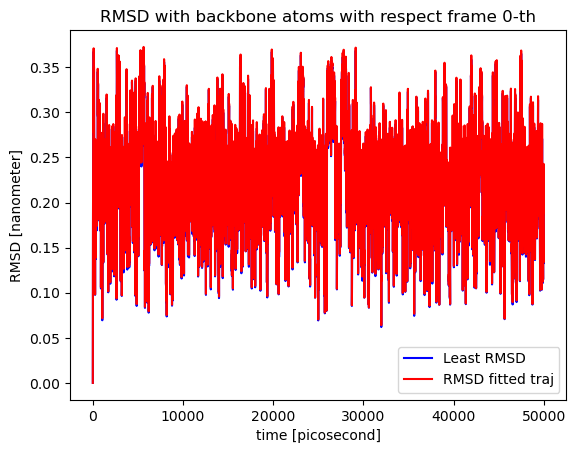 RMSD with backbone atoms with respect frame 0-th
RMSD [nanometer]
0.35
0.30
0.25
0.20
0.15
0.10
0.05
0.00
Least RMSD
RMSD fitted traj
0
10000
20000
30000
40000
50000
time [picosecond]